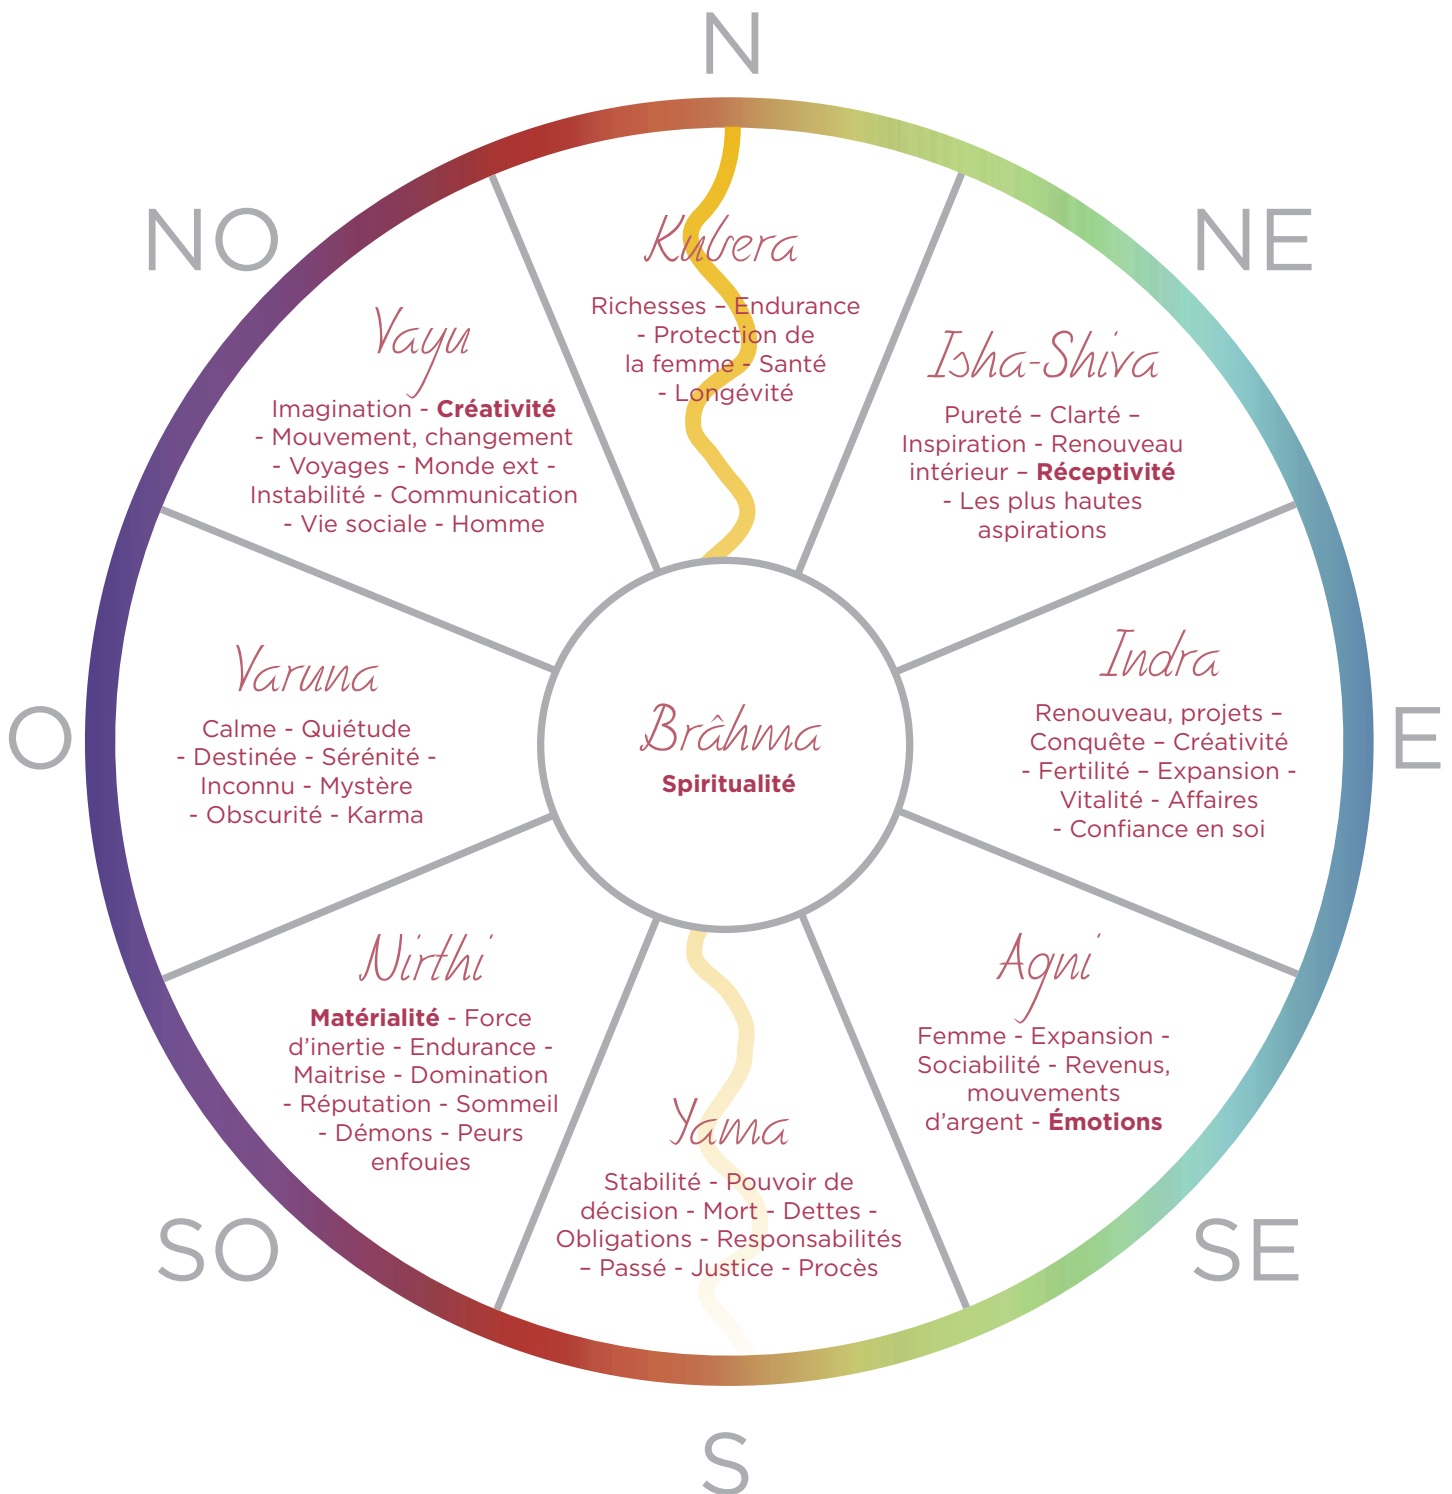 N
NO
NE
Kubera
Richesses – Endurance
- Protection de
la femme - Santé
- Longévité
Vayu
Imagination - Créativité
- Mouvement, changement
- Voyages - Monde ext -
Instabilité - Communication
- Vie sociale - Homme
Isha-Shiva
Pureté – Clarté –
Inspiration - Renouveau
intérieur – Réceptivité
- Les plus hautes
aspirations
O
Varuna
Calme - Quiétude
- Destinée - Sérénité -
Inconnu - Mystère
- Obscurité - Karma
Brâhma
Spiritualité
Indra
Renouveau, projets –
Conquête – Créativité
- Fertilité – Expansion -
Vitalité - Affaires
- Confiance en soi
E
Nirthi
Matérialité - Force
d’inertie - Endurance -
Maitrise - Domination
- Réputation - Sommeil
- Démons - Peurs
enfouies
Yama
Stabilité - Pouvoir de
décision - Mort - Dettes -
Obligations - Responsabilités
– Passé - Justice - Procès
Agni
Femme - Expansion -
Sociabilité - Revenus,
mouvements
d’argent - Émotions
SO
SE
S